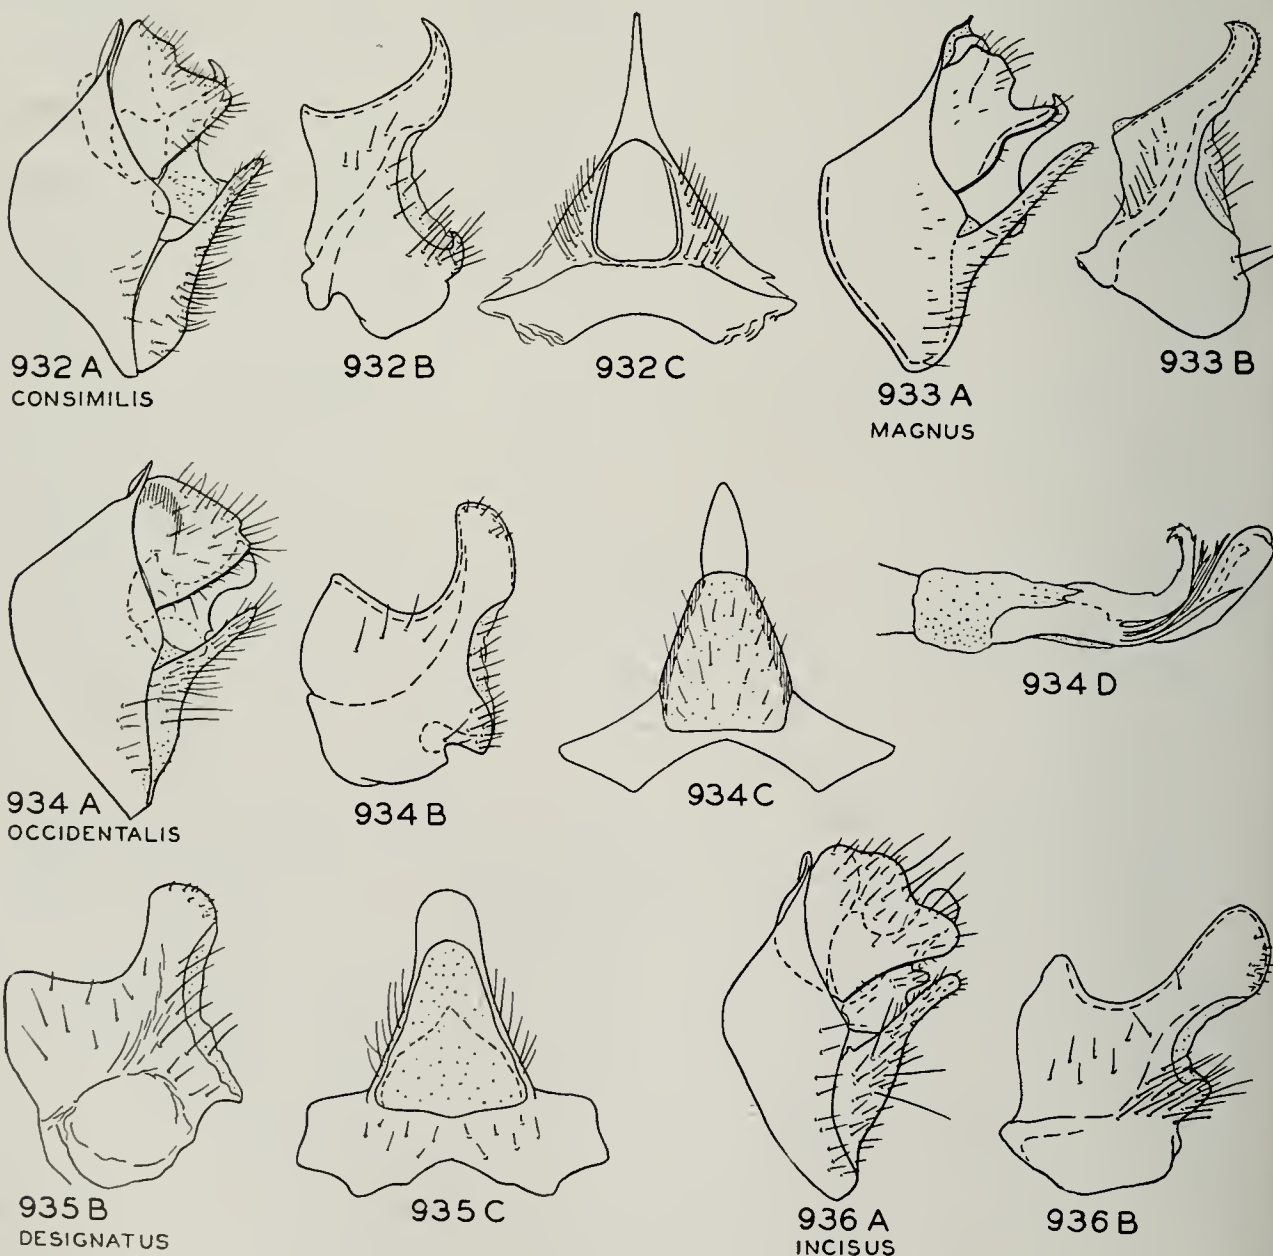 932 A
CONSIMILIS
932 B
932 C
933 A
MAGNUS
933 B
934 A
OCCIDENTALIS
934 B
934 C
934 D
935 B
DESIGNATUS
935 C
936 A
INCISUS
936 B